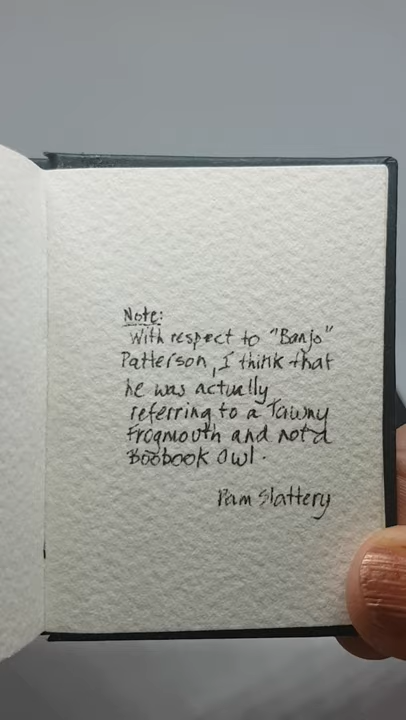 Note:
With respect to "Banjo"
Patterson, I think that
he was actually
referring to a Tawny
Frogmouth and not a
Boobook Owl.
Pam Slattery